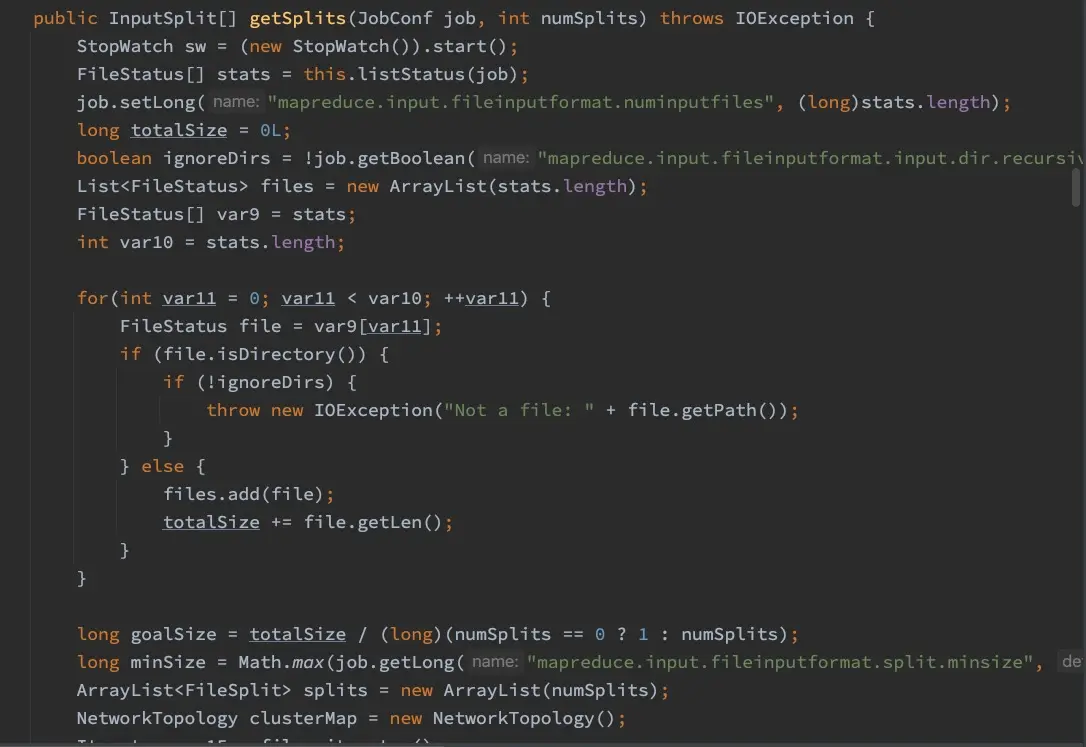 public InputSplit[] getSplits(JobConf job, int numSplits) throws IOException {
StopWatch sw = (new StopWatch()).start();
FileStatus[] stats = this.listStatus(job);
job.setLong( name: "mapreduce.input.fileinputformat.numinputfiles", (long)stats.length);
long totalSize = 0L;
boolean ignoreDirs = !job.getBoolean( name: "mapreduce.input.fileinputformat.input.dir.recursiv
List<FileStatus> files = new ArrayList(stats.length);
FileStatus[] var9 = stats;
int var10 = stats.length;
for(int var11 = 0; var11 < var10; ++var11) {
FileStatus file = var9[var11];
if (file.isDirectory()) {
if (!ignoreDirs) {
throw new IOException("Not a file: " + file.getPath());
}
} else {
files.add(file);
totalSize += file.getLen();
}
}
long goalSize = totalSize / (long)(numSplits == 0 ? 1 : numSplits);
long minSize = Math.max(job.getLong( name: "mapreduce.input.fileinputformat.split.minsize", de
ArrayList<FileSplit> splits = new ArrayList(numSplits);
NetworkTopology clusterMap = new NetworkTopology();